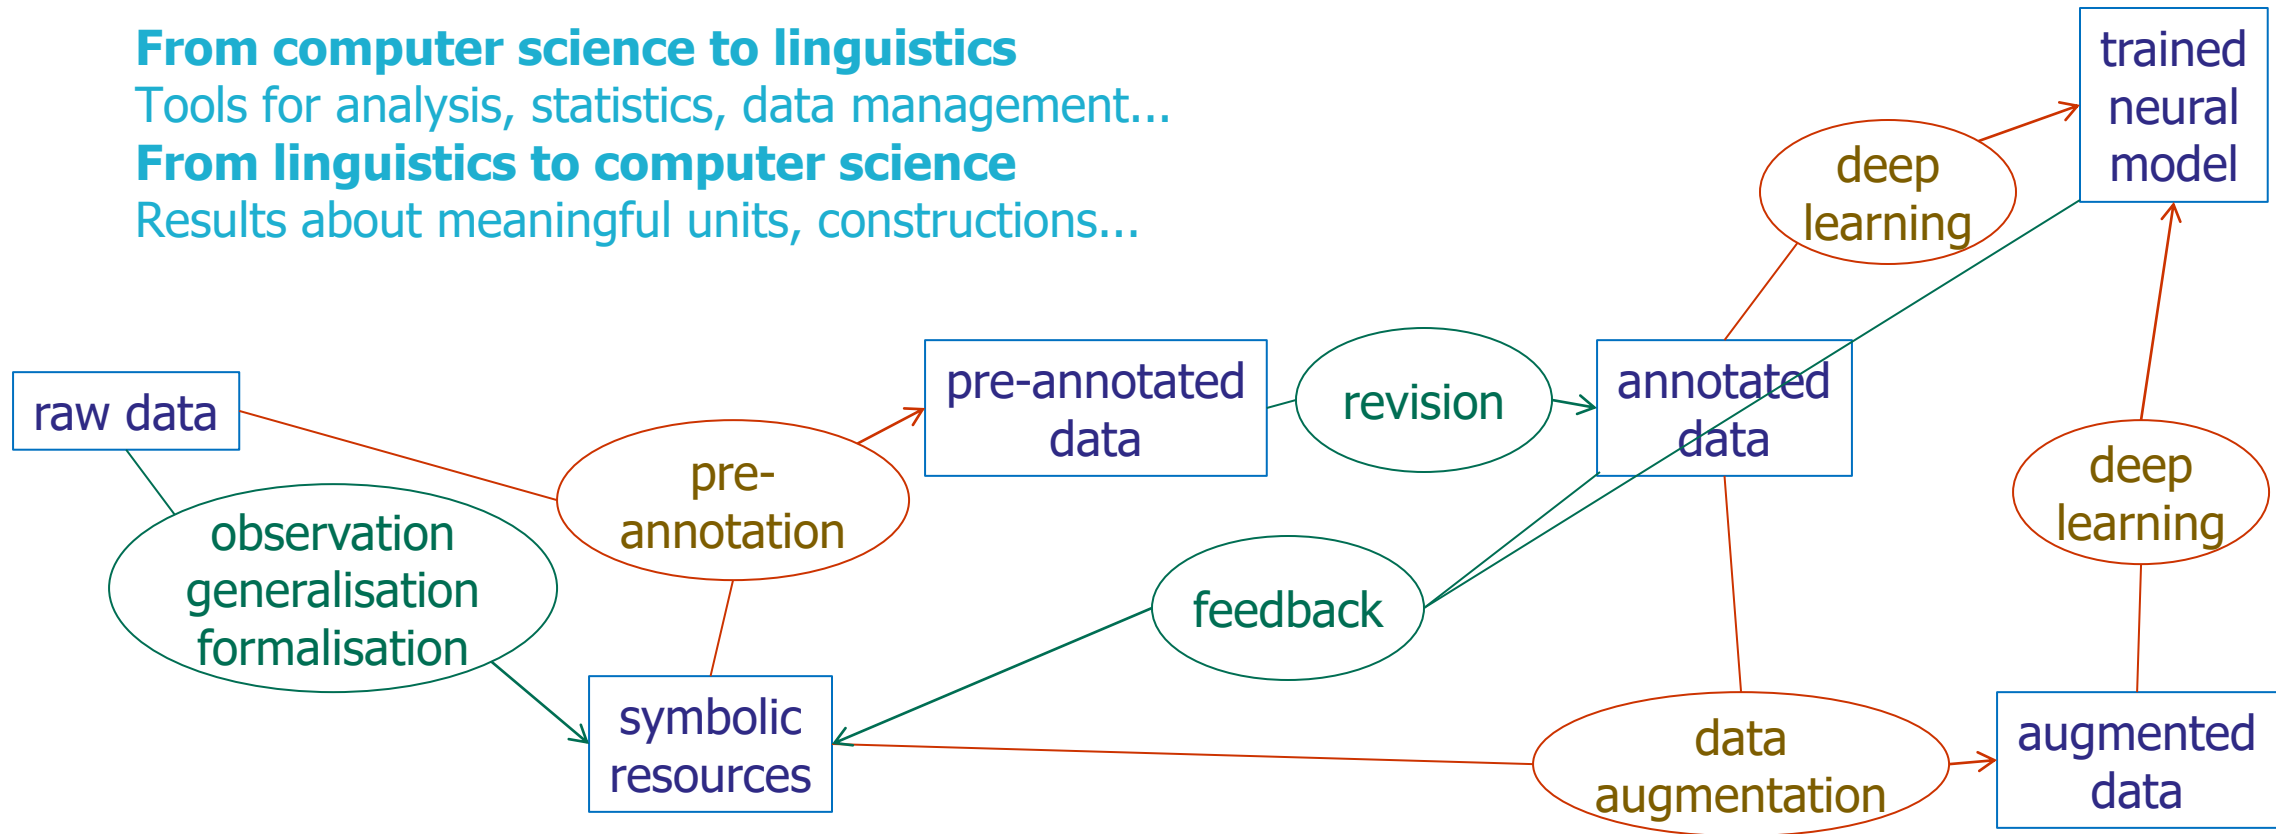 From computer science to linguistics
Tools for analysis, statistics, data management...
From linguistics to computer science
Results about meaningful units, constructions...
trained
neural
model
deep
learning
raw data
pre-annotated
data
revision
annotated
data
pre-
annotation
observation
generalisation
formalisation
feedback
deep
learning
symbolic
resources
data
augmentation
augmented
data